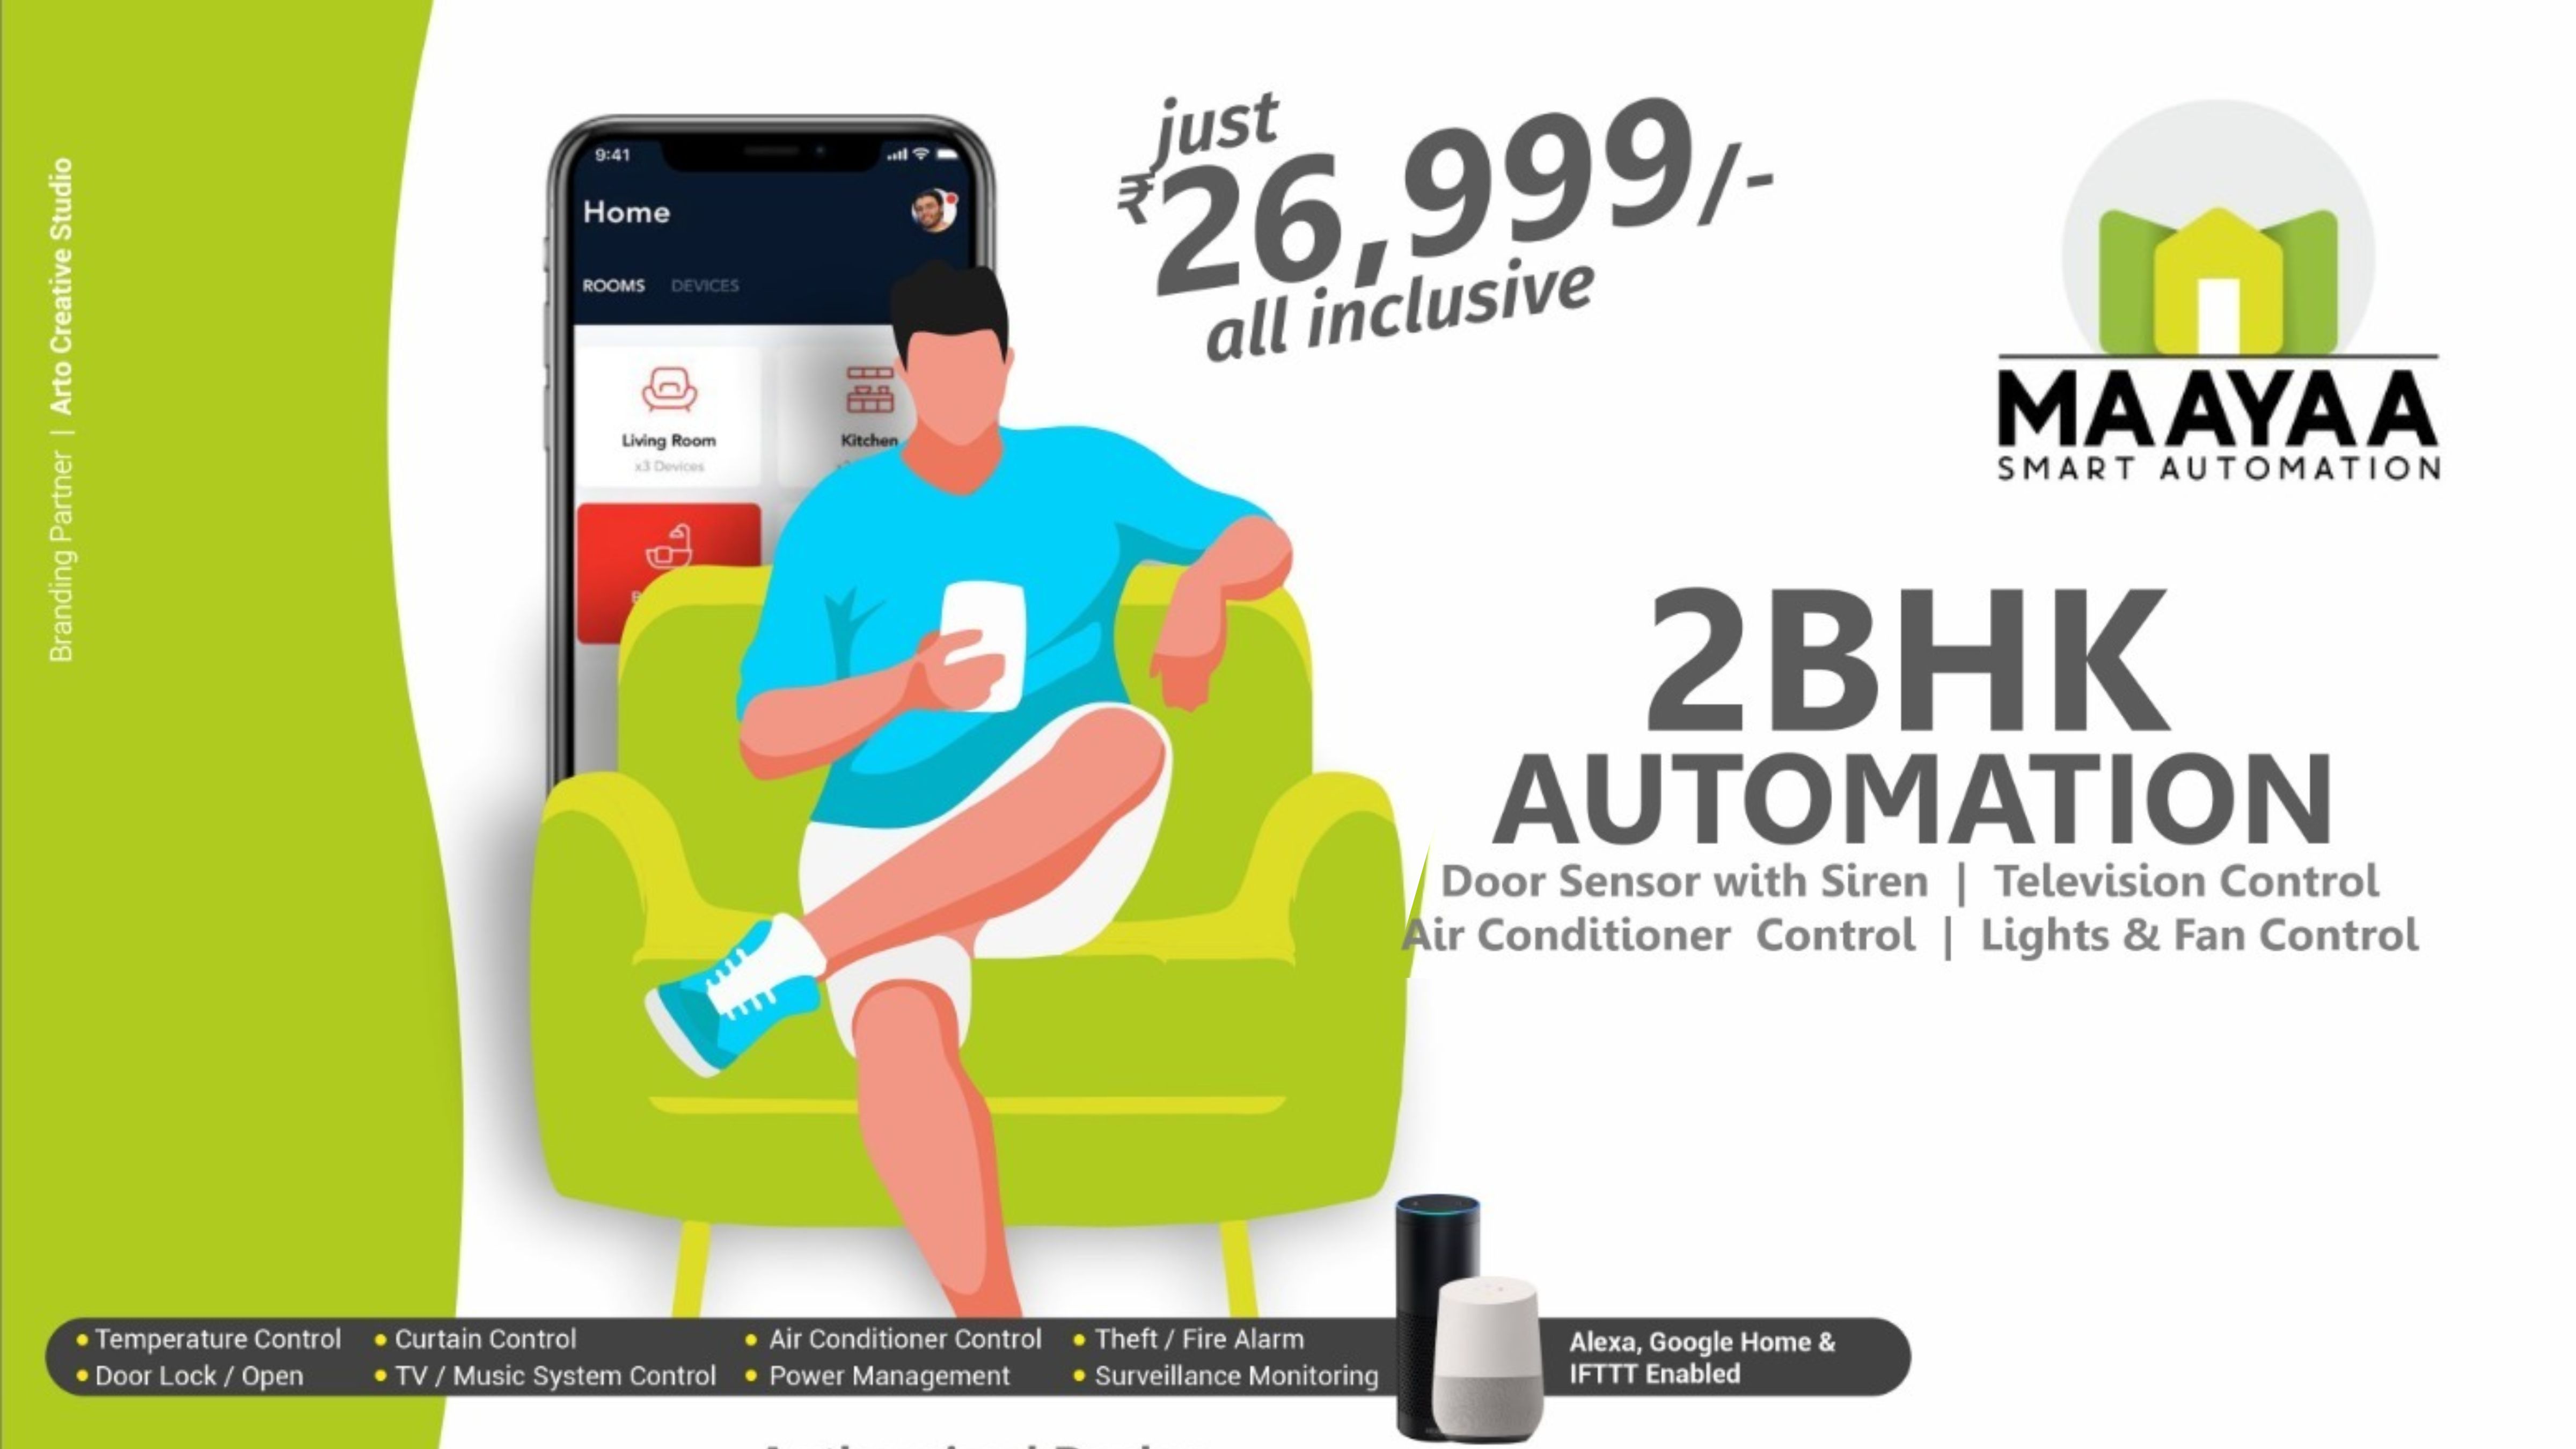 Branding Partner | Arto Creative Studio
9:41
Home
ROOMS DEVICES
Living Room
x3 Devices
Kitchen
just
₹26,999/-
all inclusive
MAAYAA
SMART AUTOMATION
2BHK
AUTOMATION
Door Sensor with Siren | Television Control
Air Conditioner Control | Lights & Fan Control
• Temperature Control • Curtain Control • Air Conditioner Control • Theft / Fire Alarm
• Door Lock / Open • TV / Music System Control • Power Management • Surveillance Monitoring
Alexa, Google Home &
IFTTT Enabled